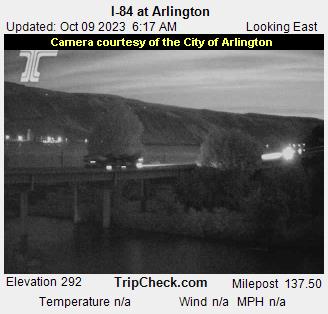 I-84 at Arlington
Updated: Oct 09 2023 6:17 AM Looking East
Camera courtesy of the City of Arlington
Elevation 292 TripCheck.com Milepost 137.50
Temperature n/a Wind n/a MPH n/a